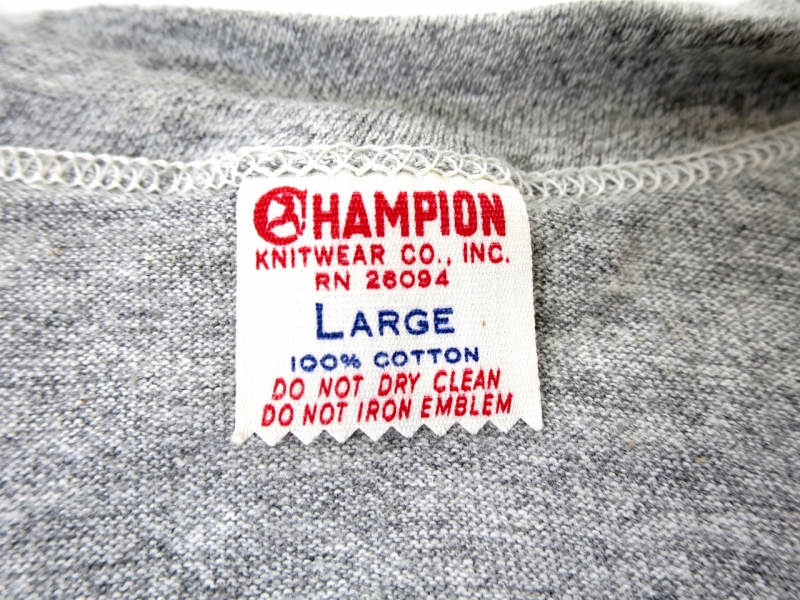 CHAMPION
KNITWEAR CO., INC.
RN 26094
LARGE
100% COTTON
DO NOT DRY CLEAN
DO NOT IRON EMBLEM